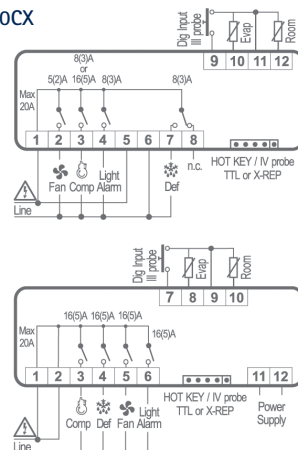 0CX
Dig Input
III probe
Evap
Room
9 10 11 12
8(3)A
or
5(2)A 16(5)A 8(3)A 8(3)A
Max
20A
1 2 3 4 5 6 7 8
HOT KEY / IV probe
TTL or X-REP
n.c.
Light
Fan Comp Alarm Def
Line
Dig Input
III probe
Evap
Room
7 8 9 10
16(5)A 16(5)A 16(5)A
16(5)A
Max
20A
1 2 3 4 5 6 11 12
HOT KEY / IV probe
TTL or X-REP
Power
Supply
Light
Comp Def Fan Alarm
Line